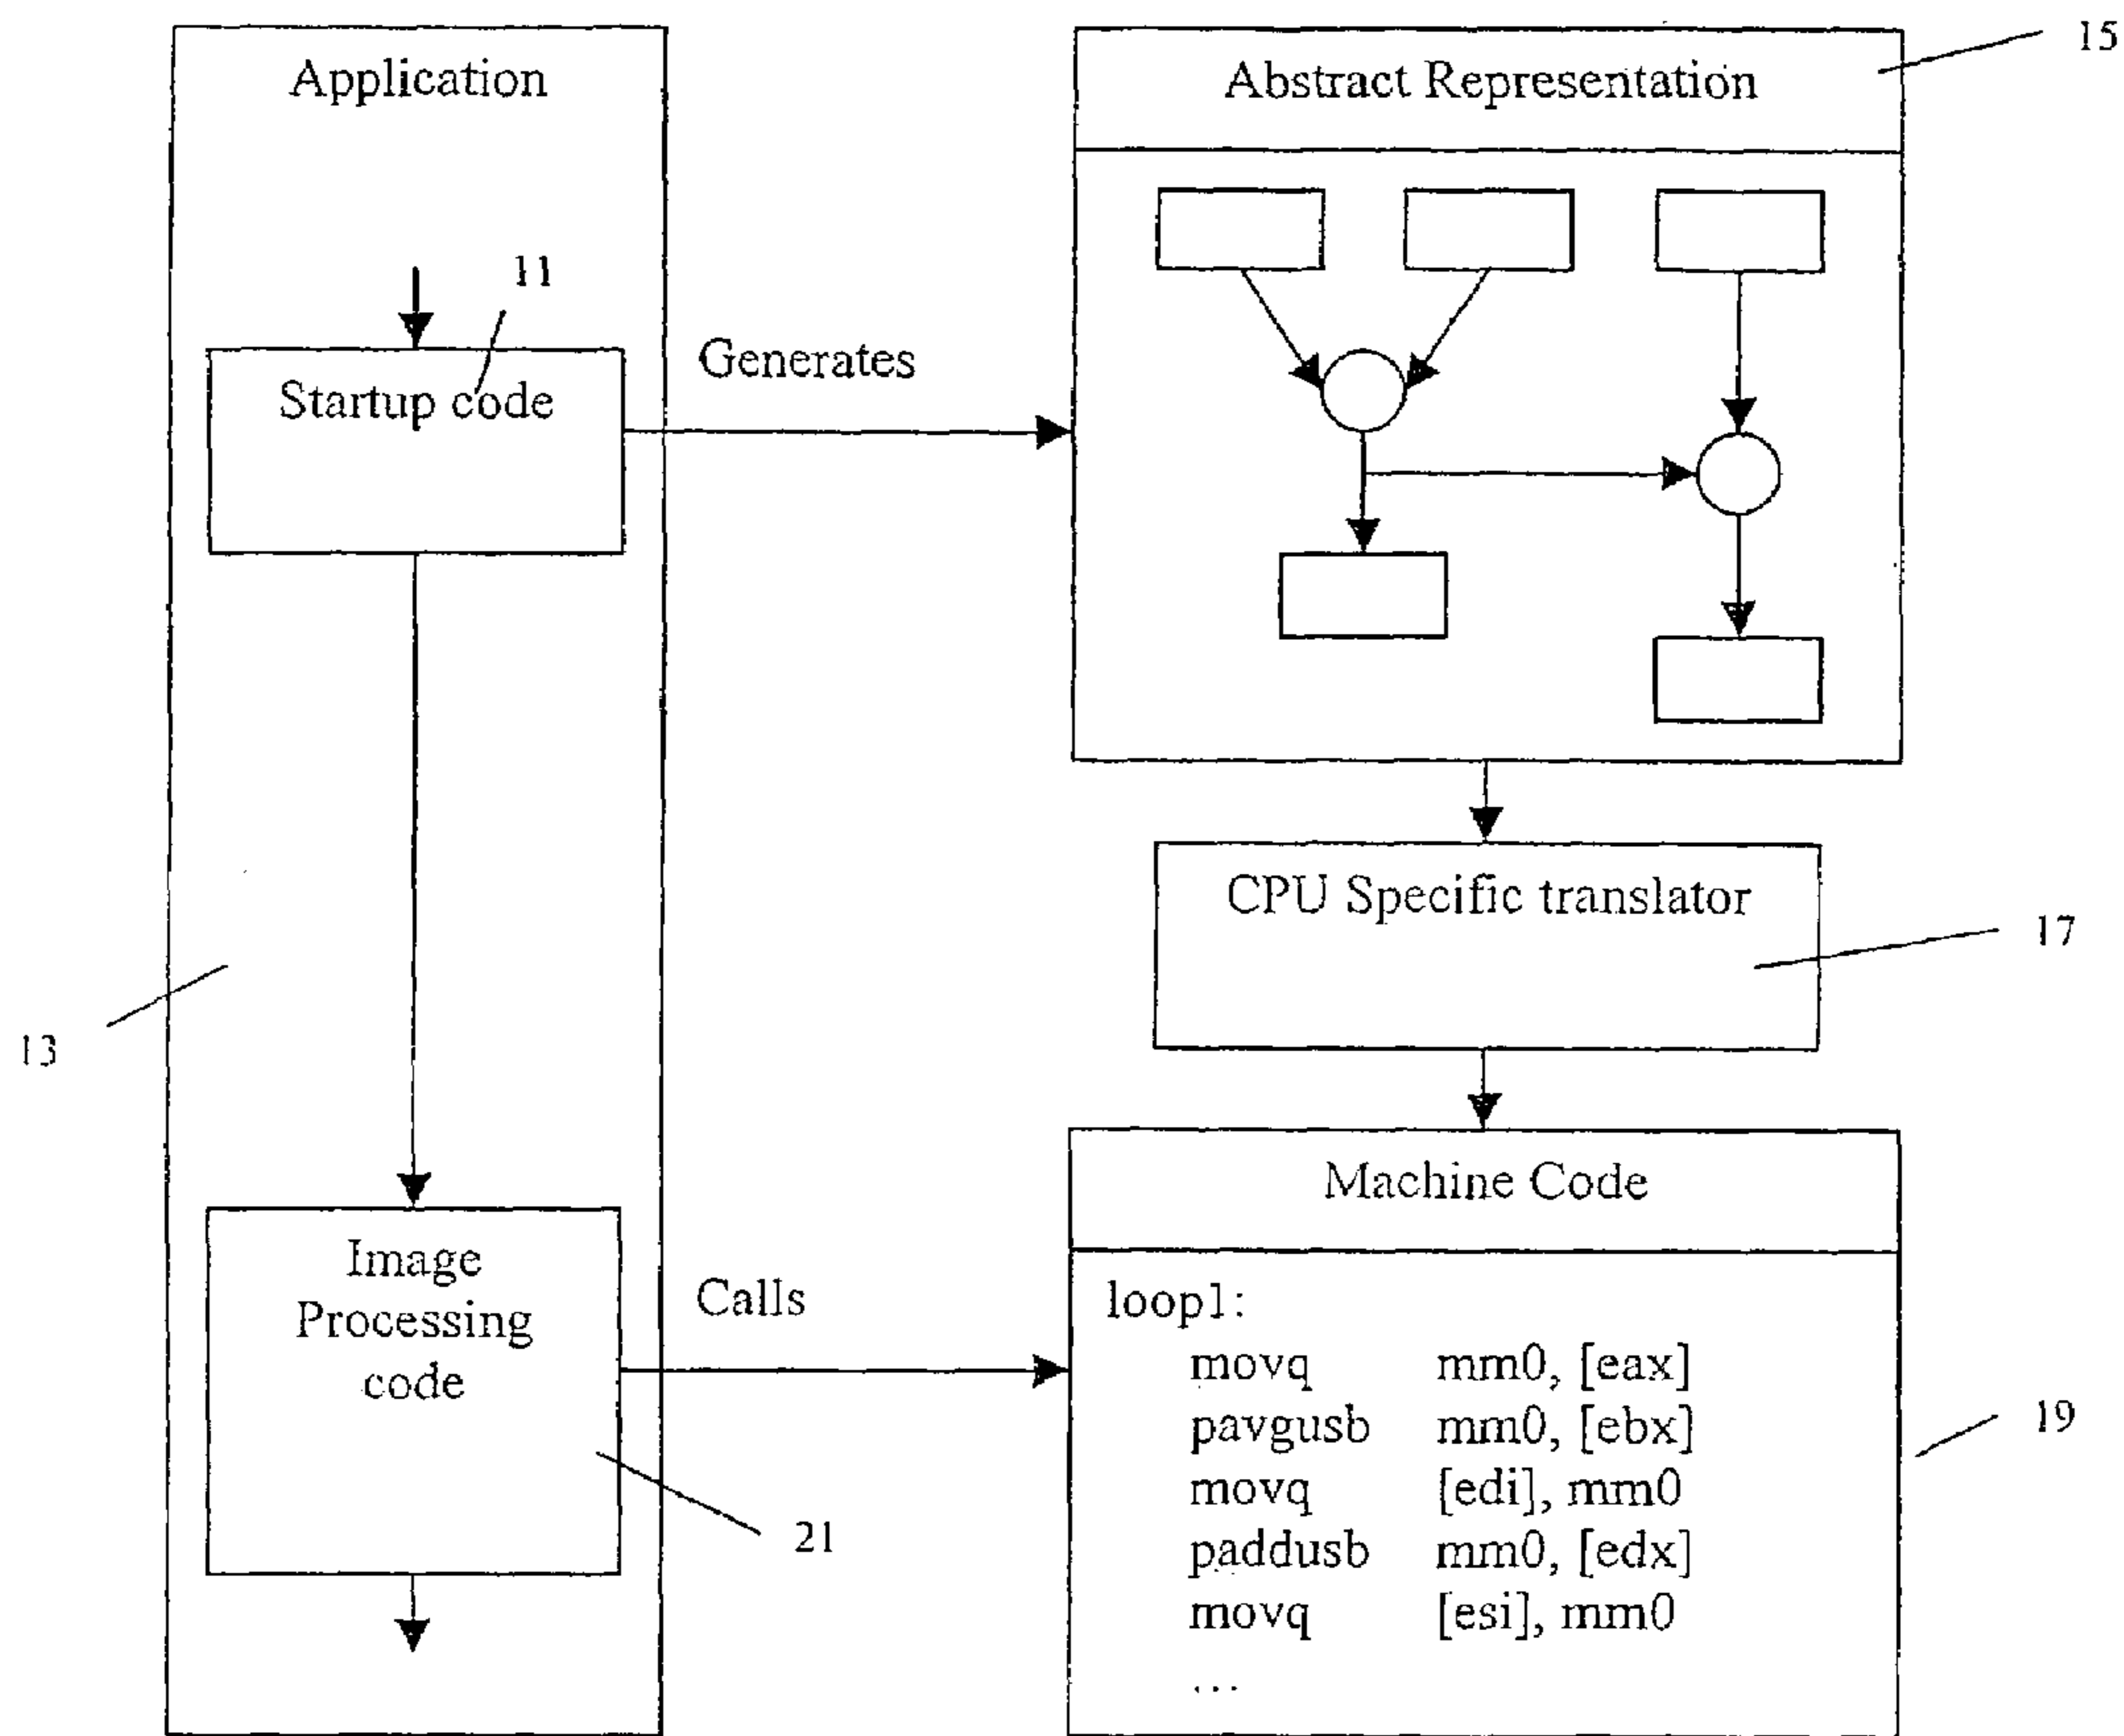 Application
11
Startup code
Generates
13
Image
Processing
code
Calls
21
Abstract Representation
15
CPU Specific translator
17
Machine Code
loop1:
movq mm0, [eax]
pavgusb mm0, [ebx]
movq [edi], mm0
paddusb mm0, [edx]
movq [esi], mm0
...
19